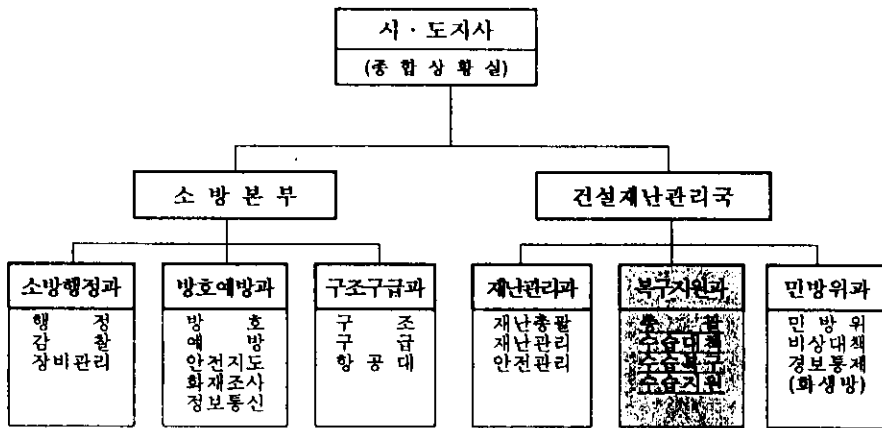 시 · 도지사
(종 합 상 황 실)
소 방 본 부
건설재난관리국
소방행정과
행 정
감 찰
장비관리
방호예방과
방 호
예 방
안전지도
화재조사
정보통신
구조구급과
구 조
구 급
항 공 대
재난관리과
재난총괄
재난관리
안전관리
복구지원과
총 괄
수습대책
수습복구
수습지원
민방위과
민 방 위
비상대책
경보통제
(화생방)